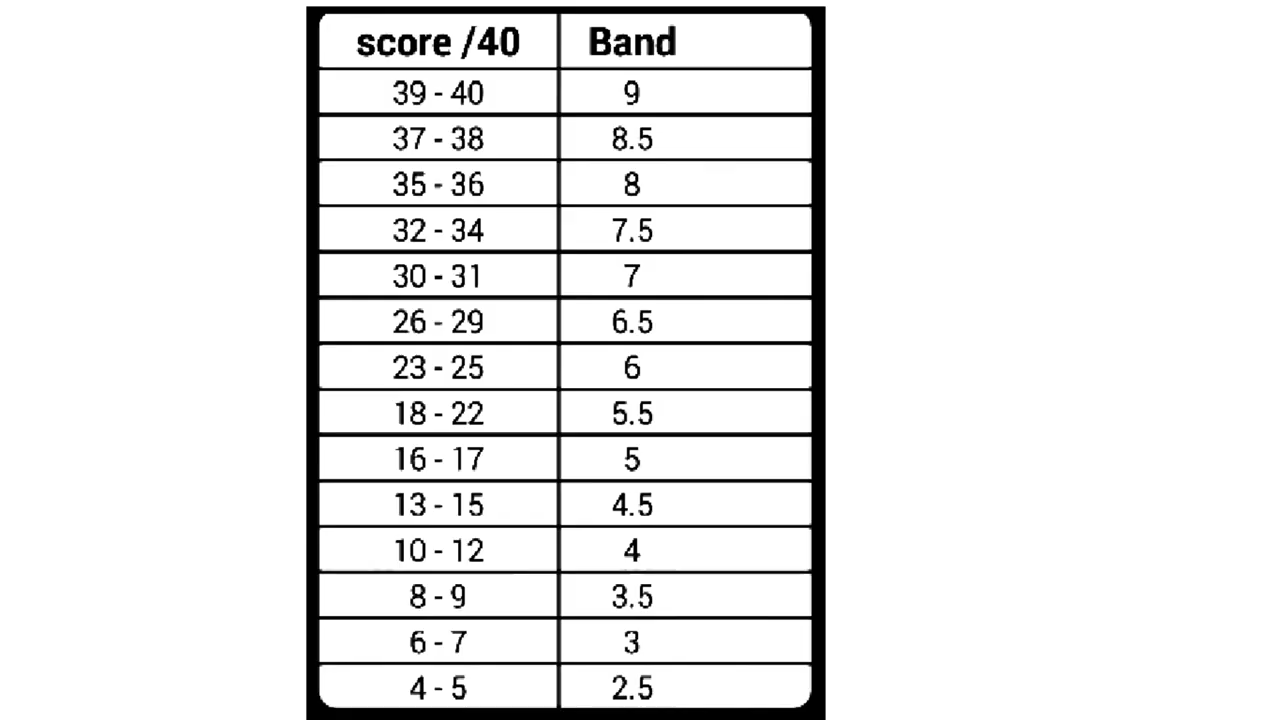 score /40 Band
39 - 40 9
37 - 38 8.5
35 - 36 8
32 - 34 7.5
30 - 31 7
26 - 29 6.5
23 - 25 6
18 - 22 5.5
16 - 17 5
13 - 15 4.5
10 - 12 4
8 - 9 3.5
6 - 7 3
4 - 5 2.5